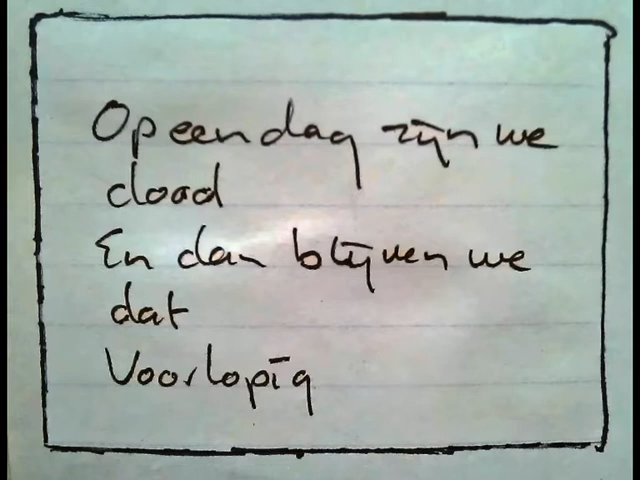 Op een dag zijn we
dood
En dan blijven we
dat
Voorlopig